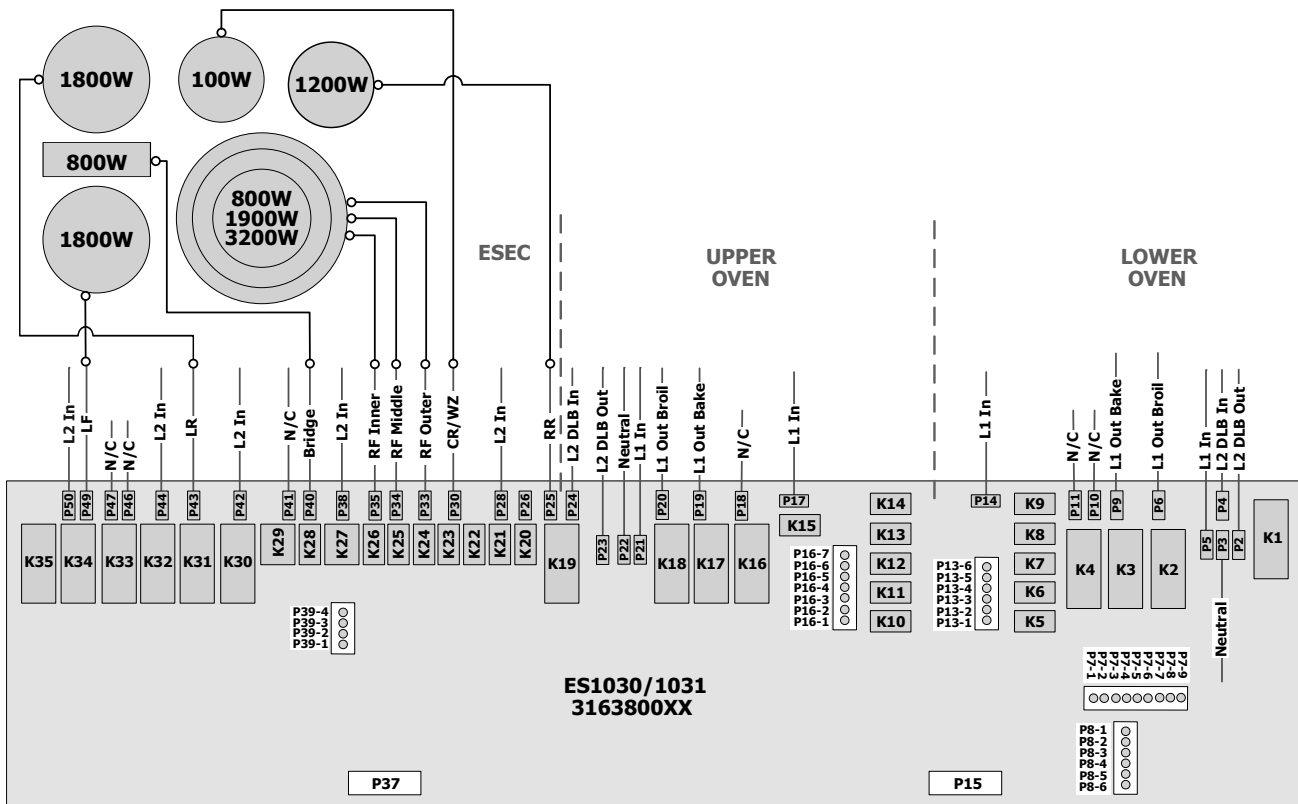 1800W
100W
1200W
800W
1800W
800W
1900W
3200W
ESEC
UPPER
OVEN
LOWER
OVEN
L2 In
LF
N/C
N/C
L2 In
LR
L2 In
N/C
Bridge
L2 In
RF Inner
RF Middle
RF Outer
CR/WZ
L2 In
RR
L2 DLB In
L2 DLB Out
Neutral
L1 In
L1 Out Broil
L1 Out Bake
N/C
L1 In
L1 In
N/C
N/C
L1 Out Bake
L1 Out Broil
L1 In
L2 DLB In
L2 DLB Out
P50
P49
P47
P46
P44
P43
P42
P41
P40
P38
P35
P34
P33
P30
P28
P26
P25
P24
P23
P22
P21
P20
P19
P18
P17
P14
P11
P10
P9
P6
P5
P4
P3
P2
K35
K34
K33
K32
K31
K30
K29
K28
K27
K26
K25
K24
K23
K22
K21
K20
K19
K18
K17
K16
K15
K14
K13
K12
K11
K10
K9
K8
K7
K6
K5
K4
K3
K2
K1
P16-7
P16-6
P16-5
P16-4
P16-3
P16-2
P16-1
P13-6
P13-5
P13-4
P13-3
P13-2
P13-1
P39-4
P39-3
P39-2
P39-1
Neutral
P7-1
P7-2
P7-3
P7-4
P7-5
P7-6
P7-7
P7-8
P7-9
ES1030/1031
3163800XX
P8-1
P8-2
P8-3
P8-4
P8-5
P8-6
P37
P15